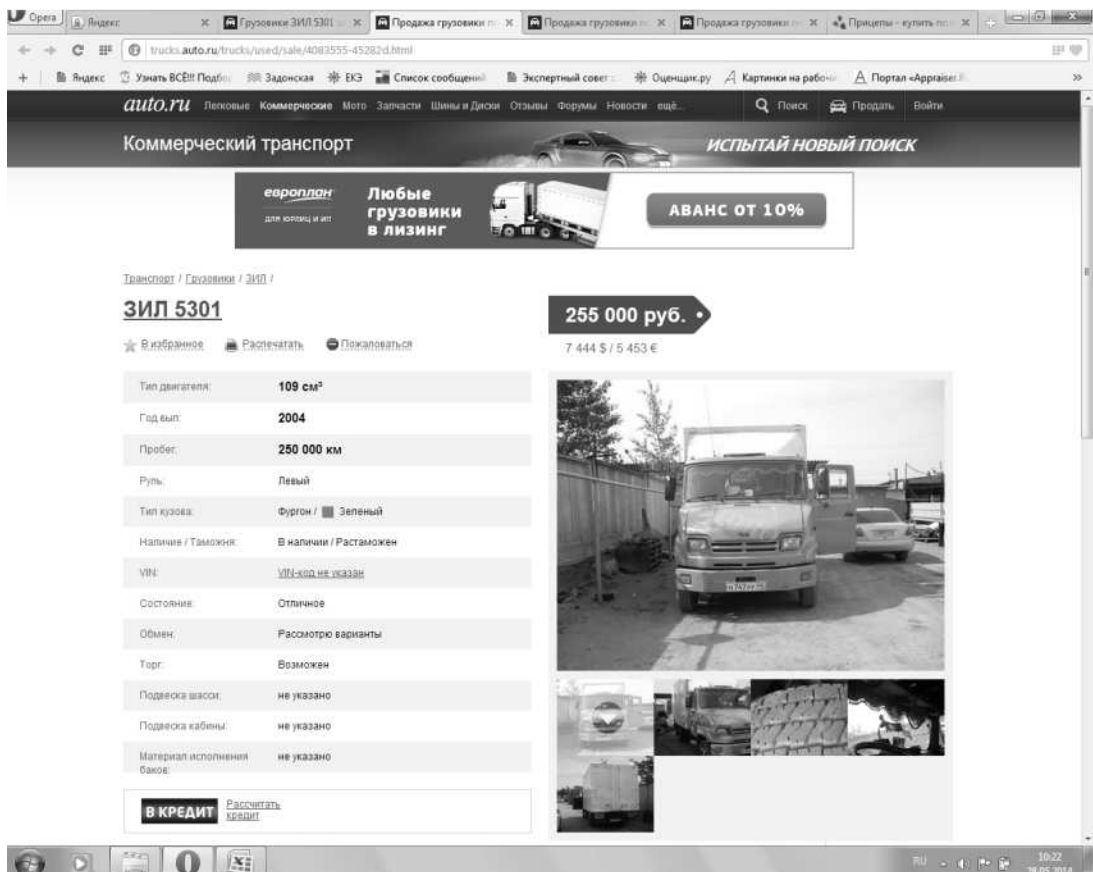 Opera
Яндекс
Грузовики ЗИЛ 5301
Продажа грузовики
Продажа грузовики
Продажа грузовики
Прицепы - купить
trucks.auto.ru/trucks/used/sale/4083555-45282d.html
Яндекс
Узнать ВСЁ!!! Подбо
Задонская
ЕКЭ
Список сообщений
Экспертный совет
Оценщик.ру
Картинки на рабоч
Портал «Appraiser.
auto.ru Легковые Коммерческие Мото Запчасти Шины и Диски Отзывы Форумы Новости ещё... Поиск Продать Войти
Коммерческий транспорт
ИСПЫТАЙ НОВЫЙ ПОИСК
европлан
для юрлиц и ип
Любые
грузовики
в лизинг
АВАНС ОТ 10%
Транспорт / Грузовики / ЗИЛ /
ЗИЛ 5301
255 000 руб.
В избранное Распечатать Пожаловаться
7 444 $ / 5 453 €
Тип двигателя: 109 см³
Год вып: 2004
Пробег: 250 000 км
Руль: Левый
Тип кузова: Фургон / Зеленый
Наличие / Таможня: В наличии / Растаможен
VIN: VIN-код не указан
Состояние: Отличное
Обмен: Рассмотрю варианты
Торг: Возможен
Подвеска шасси: не указано
Подвеска кабины: не указано
Материал исполнения баков: не указано
В КРЕДИТ
Рассчитать
кредит
RU
10:22
28.05.2014